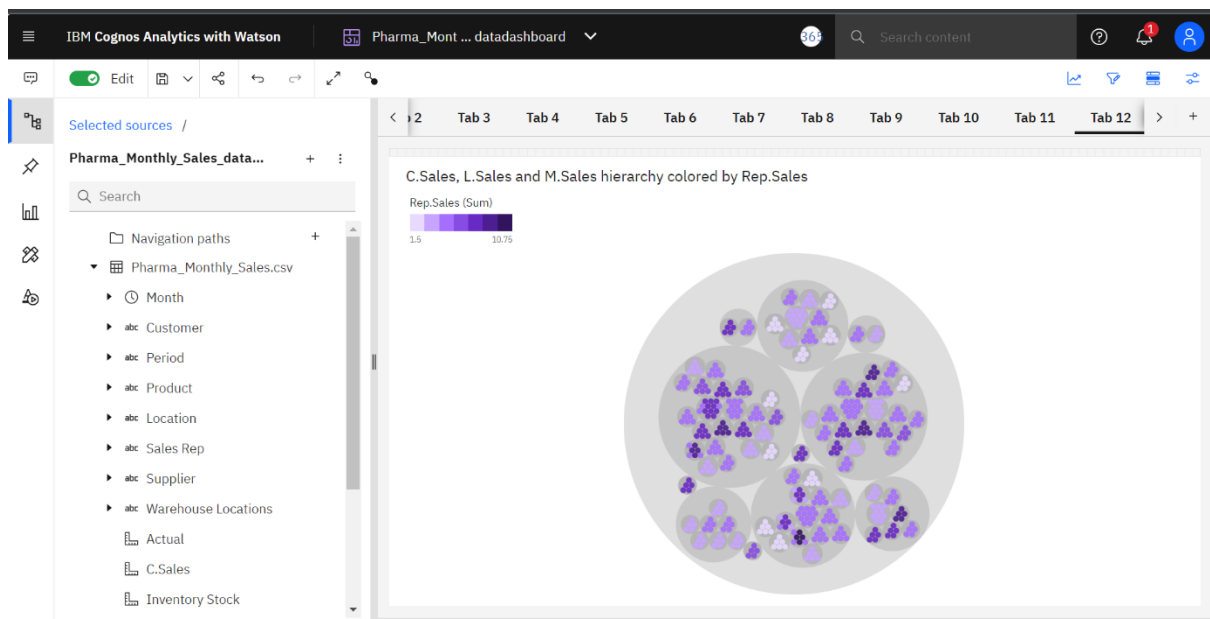 IBM Cognos Analytics with Watson
Pharma_Mont ... datadashboard
365
Search content
1
Edit
Selected sources /
2
Tab 3
Tab 4
Tab 5
Tab 6
Tab 7
Tab 8
Tab 9
Tab 10
Tab 11
Tab 12
+
Pharma_Monthly_Sales_data...
+
Search
C.Sales, L.Sales and M.Sales hierarchy colored by Rep.Sales
Rep.Sales (Sum)
1.5
10.75
Navigation paths
+
Pharma_Monthly_Sales.csv
Month
abc Customer
abc Period
abc Product
abc Location
abc Sales Rep
abc Supplier
abc Warehouse Locations
Actual
C.Sales
Inventory Stock